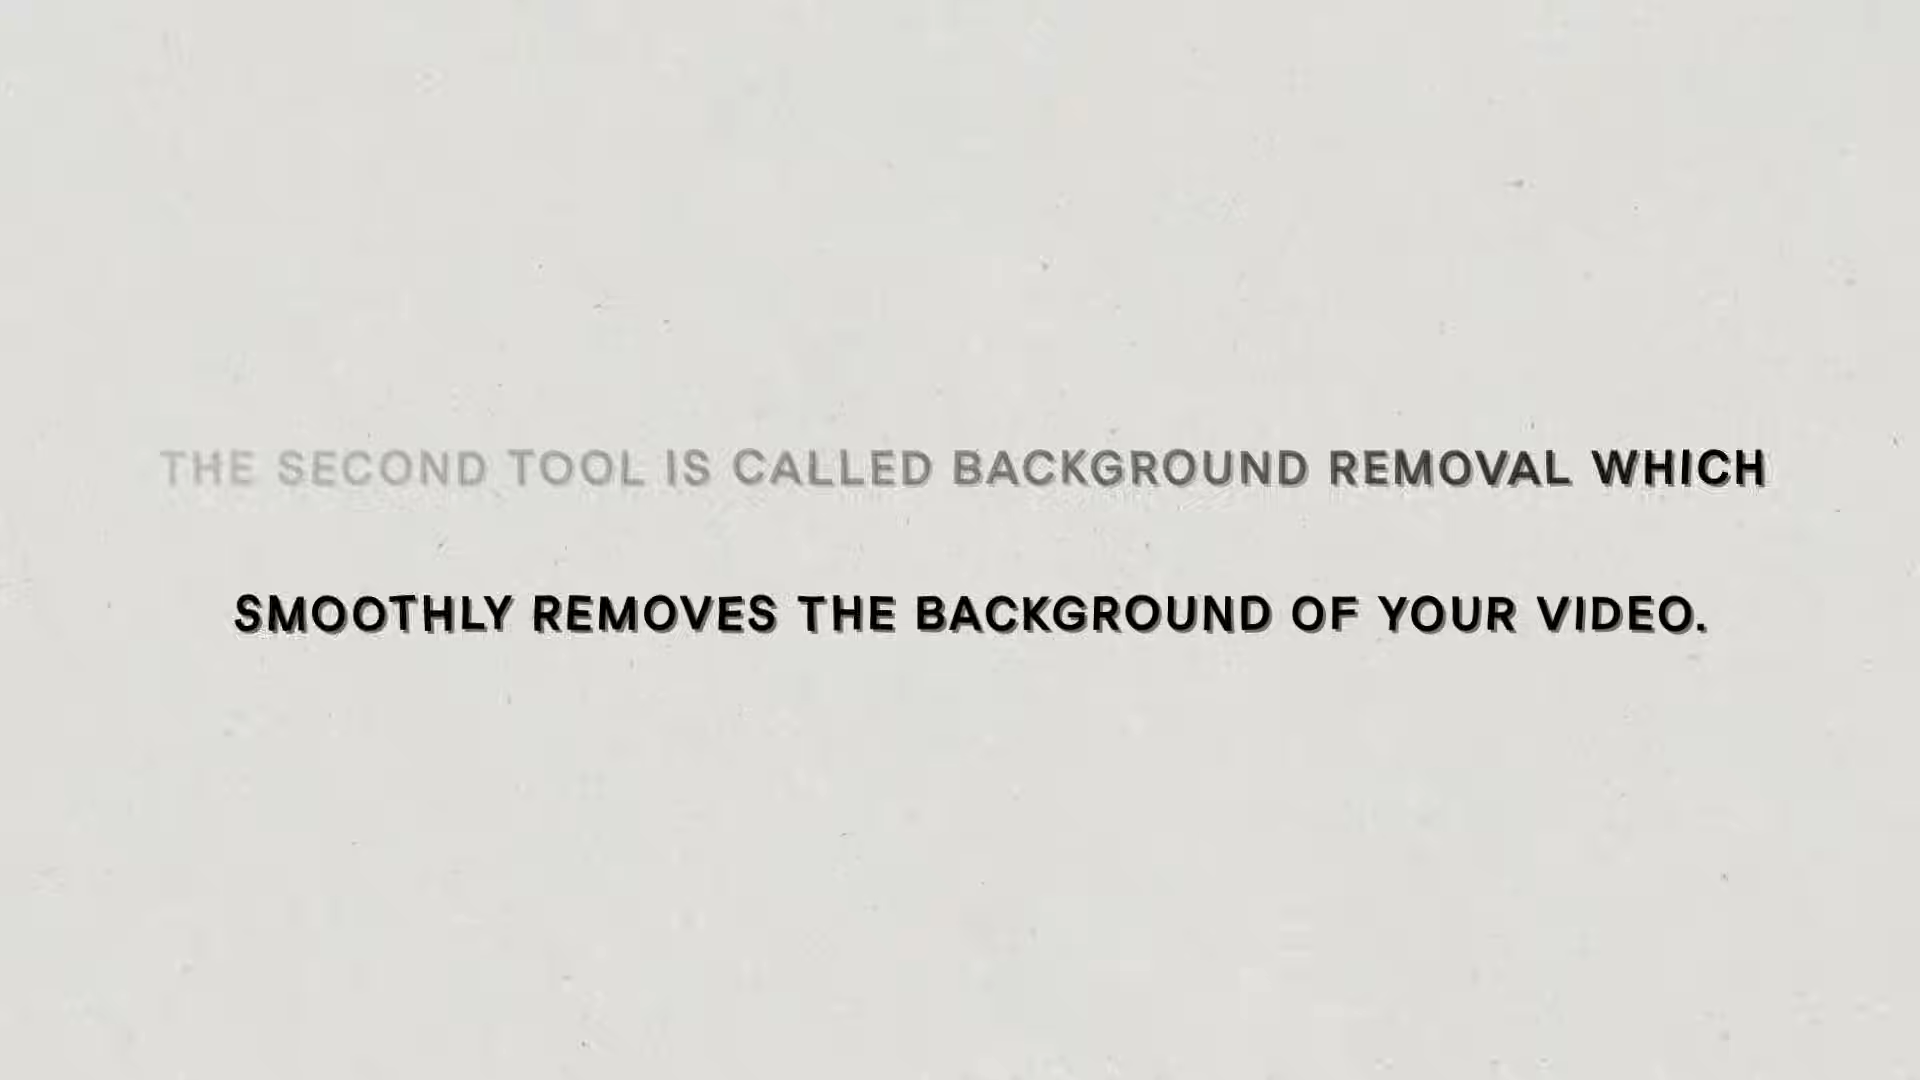 THE SECOND TOOL IS CALLED BACKGROUND REMOVAL WHICH
SMOOTHLY REMOVES THE BACKGROUND OF YOUR VIDEO.